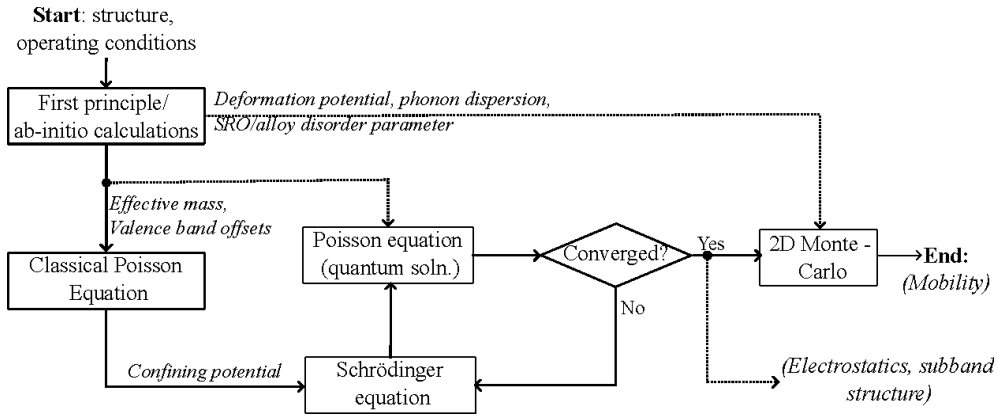 Start: structure,
operating conditions
First principle/
ab-initio calculations
Deformation potential, phonon dispersion,
SRO/alloy disorder parameter
Effective mass,
Valence band offsets
Classical Poisson
Equation
Poisson equation
(quantum soln.)
Converged?
Yes
No
2D Monte -
Carlo
End:
(Mobility)
Confining potential
Schrödinger
equation
(Electrostatics, subband
structure)